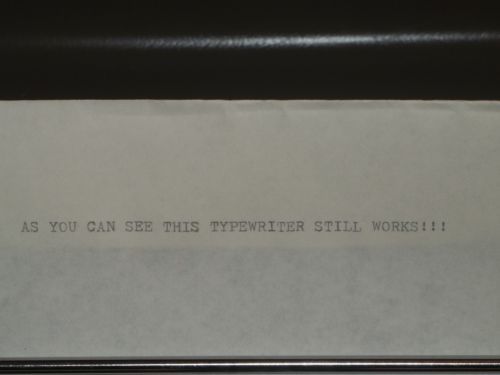 AS YOU CAN SEE THIS TYPEWRITER STILL WORKS!!!